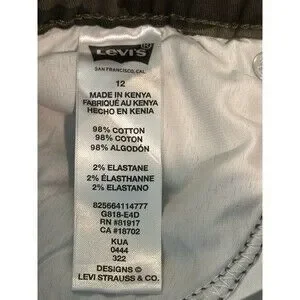 LEVI'S
SAN FRANCISCO, CAL.
12
MADE IN KENYA
FABRIQUÉ AU KENYA
HECHO EN KENIA
98% COTTON
98% COTON
98% ALGODÓN
2% ELASTANE
2% ÉLASTHANNE
2% ELASTANO
825664114777
G818-E4D
RN #81917
CA #18702
KUA
0444
322
DESIGNS ©
LEVI STRAUSS & CO.